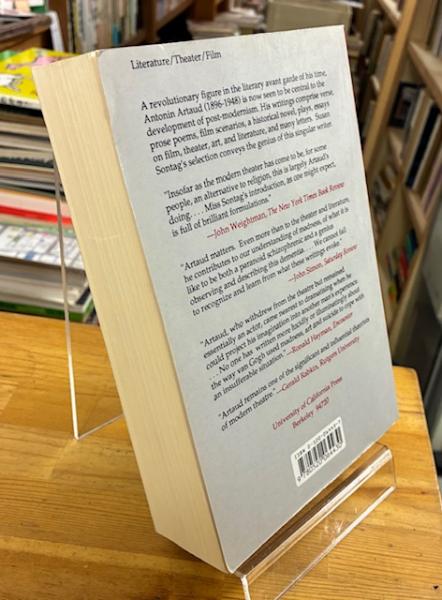 Literature/Theater/Film
A revolutionary figure in the literary avant garde of his time,
Antonin Artaud (1896-1948) is now seen to be central to the
development of post-modernism. His writings comprise verse,
prose poems, film scenarios, a historical novel, plays, essays
on film, theater, art, and literature, and many letters. Susan
Sontag's selection conveys the genius of this singular writer.
"Insofar as the modern theater has come to be, for some
people, an alternative to religion, this is largely Artaud's
doing. . . . Miss Sontag's introduction, as one might expect,
is full of brilliant formulations."
—John Weightman, The New York Times Book Review
"Artaud matters. Even more than to the theater and literature,
he contributes to our understanding of madness, of what it is
like to be both a paranoid schizophrenic and a genius
observing and describing this dementia. . . . We cannot fail
to recognize and learn from what these writings evoke."
—John Simon, Saturday Review
"Artaud, who withdrew from the theatre but remained
essentially an actor, came nearest to dramatising when he
could project his imagination into another man's experience
. . . No one has written more lucidly or illuminatingly about
the way van Gogh used madness, art and suicide to cope with
an insufferable situation."—Ronald Hayman, Encounter
"Artaud remains one of the significant and influential theorists
of modern theatre."—Gerald Rabkin, Rutgers University
University of California Press
Berkeley 94720
ISBN 0-520-06443-7
9780520064430